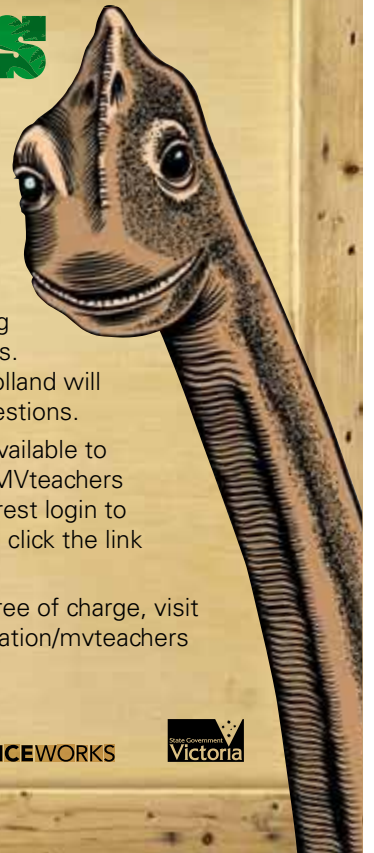 S
g
s.
olland will
estions.
vailable to
MVteachers
rest login to
click the link
ree of charge, visit
ation/mvteachers
NCEWORKS
State Government
Victoria